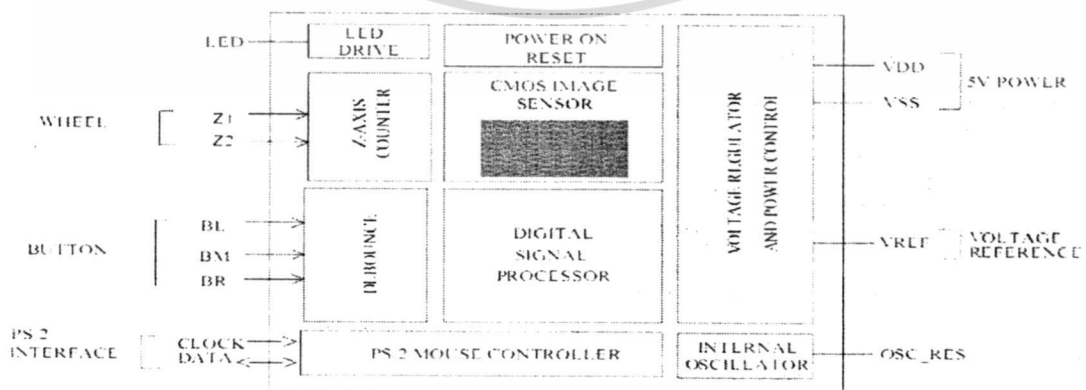 LED
LED
DRIVE
POWER ON
RESET
VDD
VSS
5V POWER
WHEEL
Z1
Z2
Z-AXIS
COUNTER
CMOS IMAGE
SENSOR
VOLTAGE REGULATOR
AND POWER CONTROL
BUTTON
BL
BM
BR
DEBOUNCE
DIGITAL
SIGNAL
PROCESSOR
VREF
VOLTAGE
REFERENCE
PS 2
INTERFACE
CLOCK
DATA
PS 2 MOUSE CONTROLLER
INTERNAL
OSCILLATOR
OSC_RES